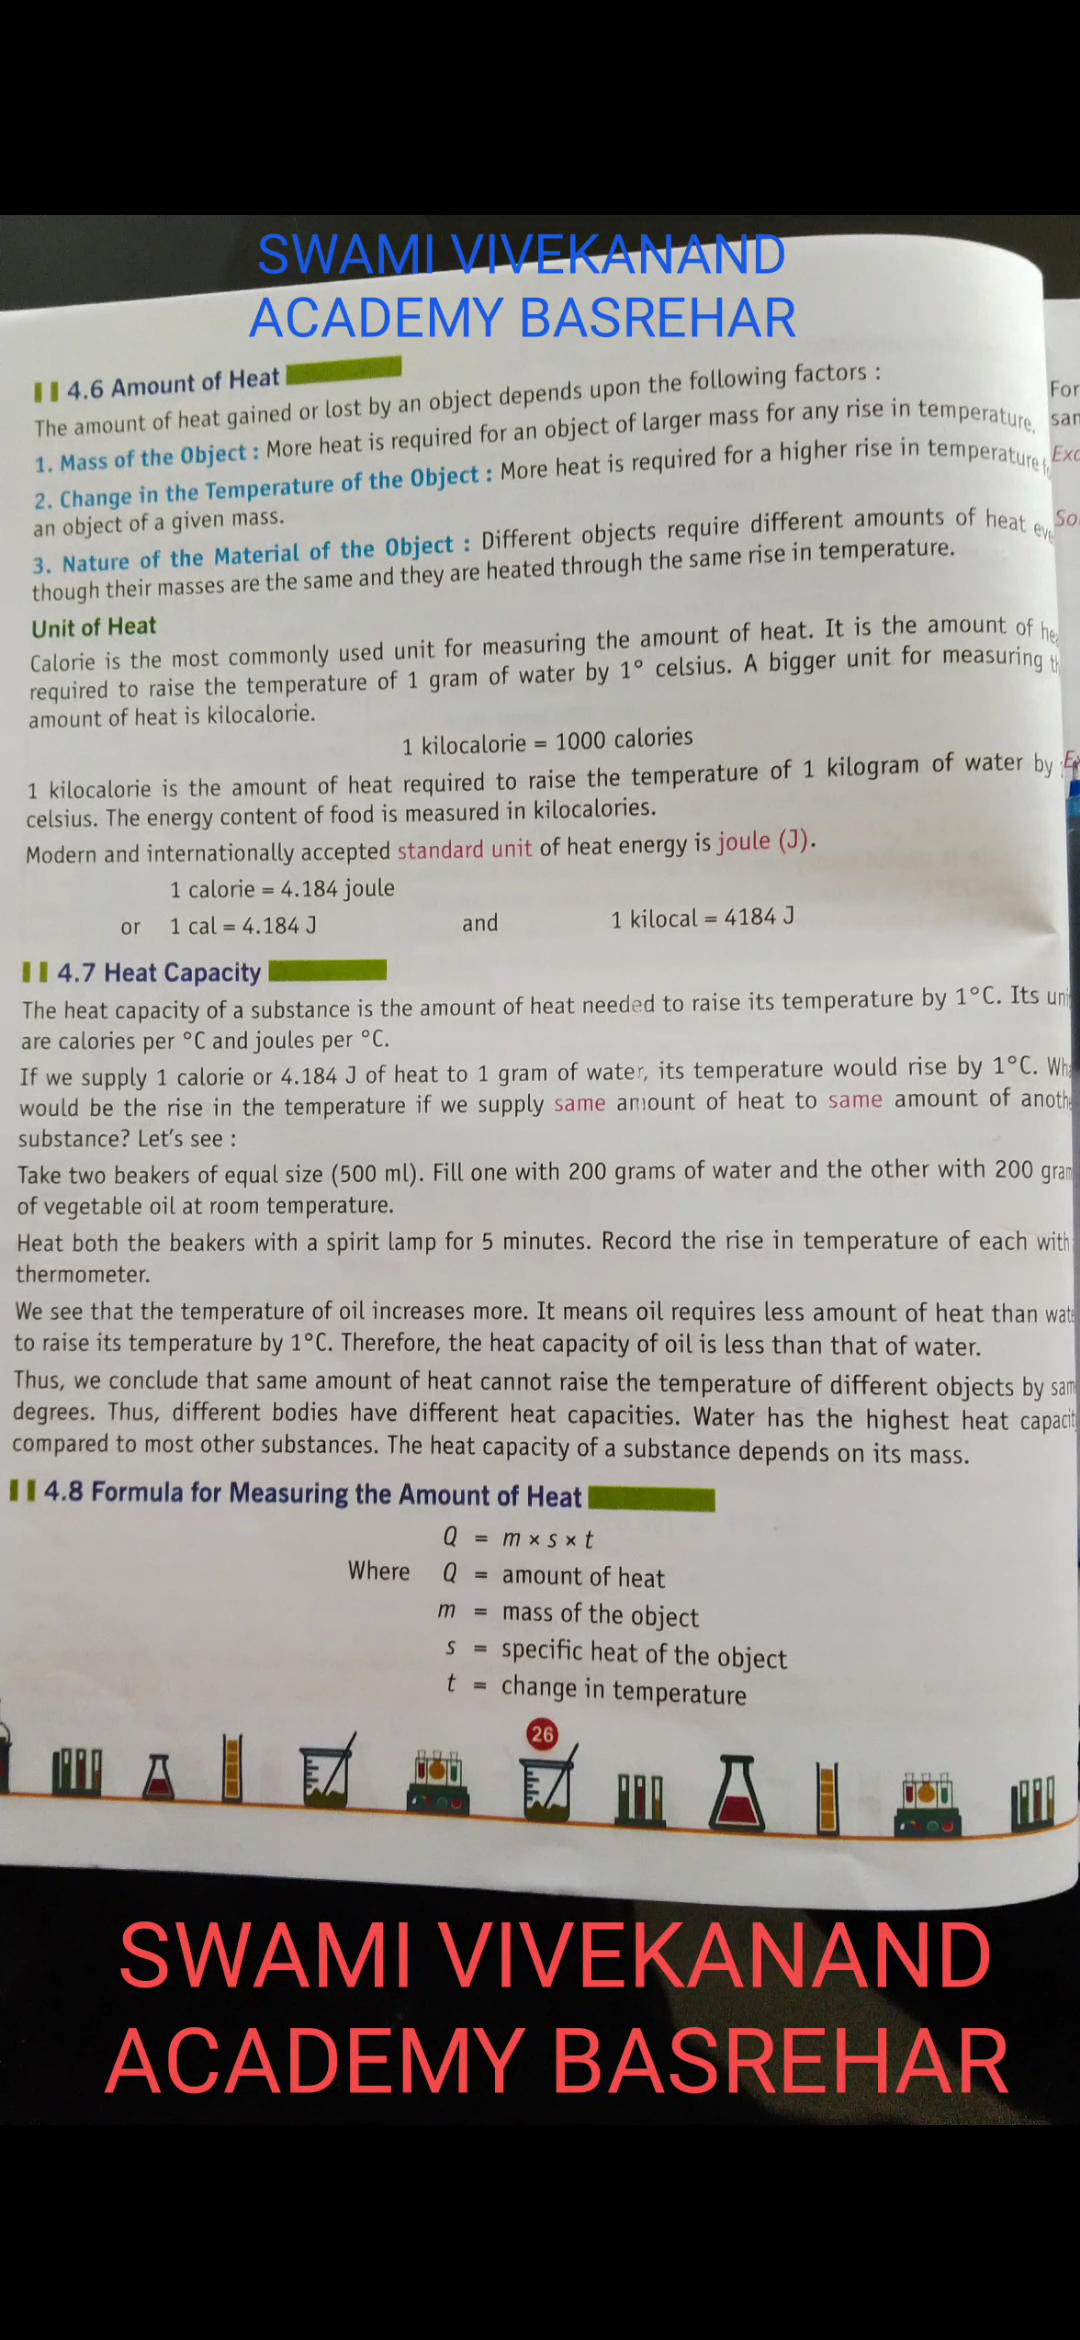 SWAMI VIVEKANAND
ACADEMY BASREHAR
4.6 Amount of Heat
The amount of heat gained or lost by an object depends upon the following factors :
1. Mass of the Object : More heat is required for an object of larger mass for any rise in temperature.
2. Change in the Temperature of the Object : More heat is required for a higher rise in temperature
an object of a given mass.
3. Nature of the Material of the Object : Different objects require different amounts of heat eve
though their masses are the same and they are heated through the same rise in temperature.
Unit of Heat
Calorie is the most commonly used unit for measuring the amount of heat. It is the amount of hea
required to raise the temperature of 1 gram of water by 1° celsius. A bigger unit for measuring th
amount of heat is kilocalorie.
1 kilocalorie = 1000 calories
1 kilocalorie is the amount of heat required to raise the temperature of 1 kilogram of water by
celsius. The energy content of food is measured in kilocalories.
Modern and internationally accepted standard unit of heat energy is joule (J).
1 calorie = 4.184 joule
or 1 cal = 4.184 J and 1 kilocal = 4184 J
4.7 Heat Capacity
The heat capacity of a substance is the amount of heat needed to raise its temperature by 1°C. Its uni
are calories per °C and joules per °C.
If we supply 1 calorie or 4.184 J of heat to 1 gram of water, its temperature would rise by 1°C. Wha
would be the rise in the temperature if we supply same amount of heat to same amount of anothe
substance? Let's see :
Take two beakers of equal size (500 ml). Fill one with 200 grams of water and the other with 200 gram
of vegetable oil at room temperature.
Heat both the beakers with a spirit lamp for 5 minutes. Record the rise in temperature of each with
thermometer.
We see that the temperature of oil increases more. It means oil requires less amount of heat than wate
to raise its temperature by 1°C. Therefore, the heat capacity of oil is less than that of water.
Thus, we conclude that same amount of heat cannot raise the temperature of different objects by sam
degrees. Thus, different bodies have different heat capacities. Water has the highest heat capacit
compared to most other substances. The heat capacity of a substance depends on its mass.
4.8 Formula for Measuring the Amount of Heat
Q = m × s × t
Where Q = amount of heat
m = mass of the object
s = specific heat of the object
t = change in temperature
26
For
sam
Exa
So
SWAMI VIVEKANAND
ACADEMY BASREHAR